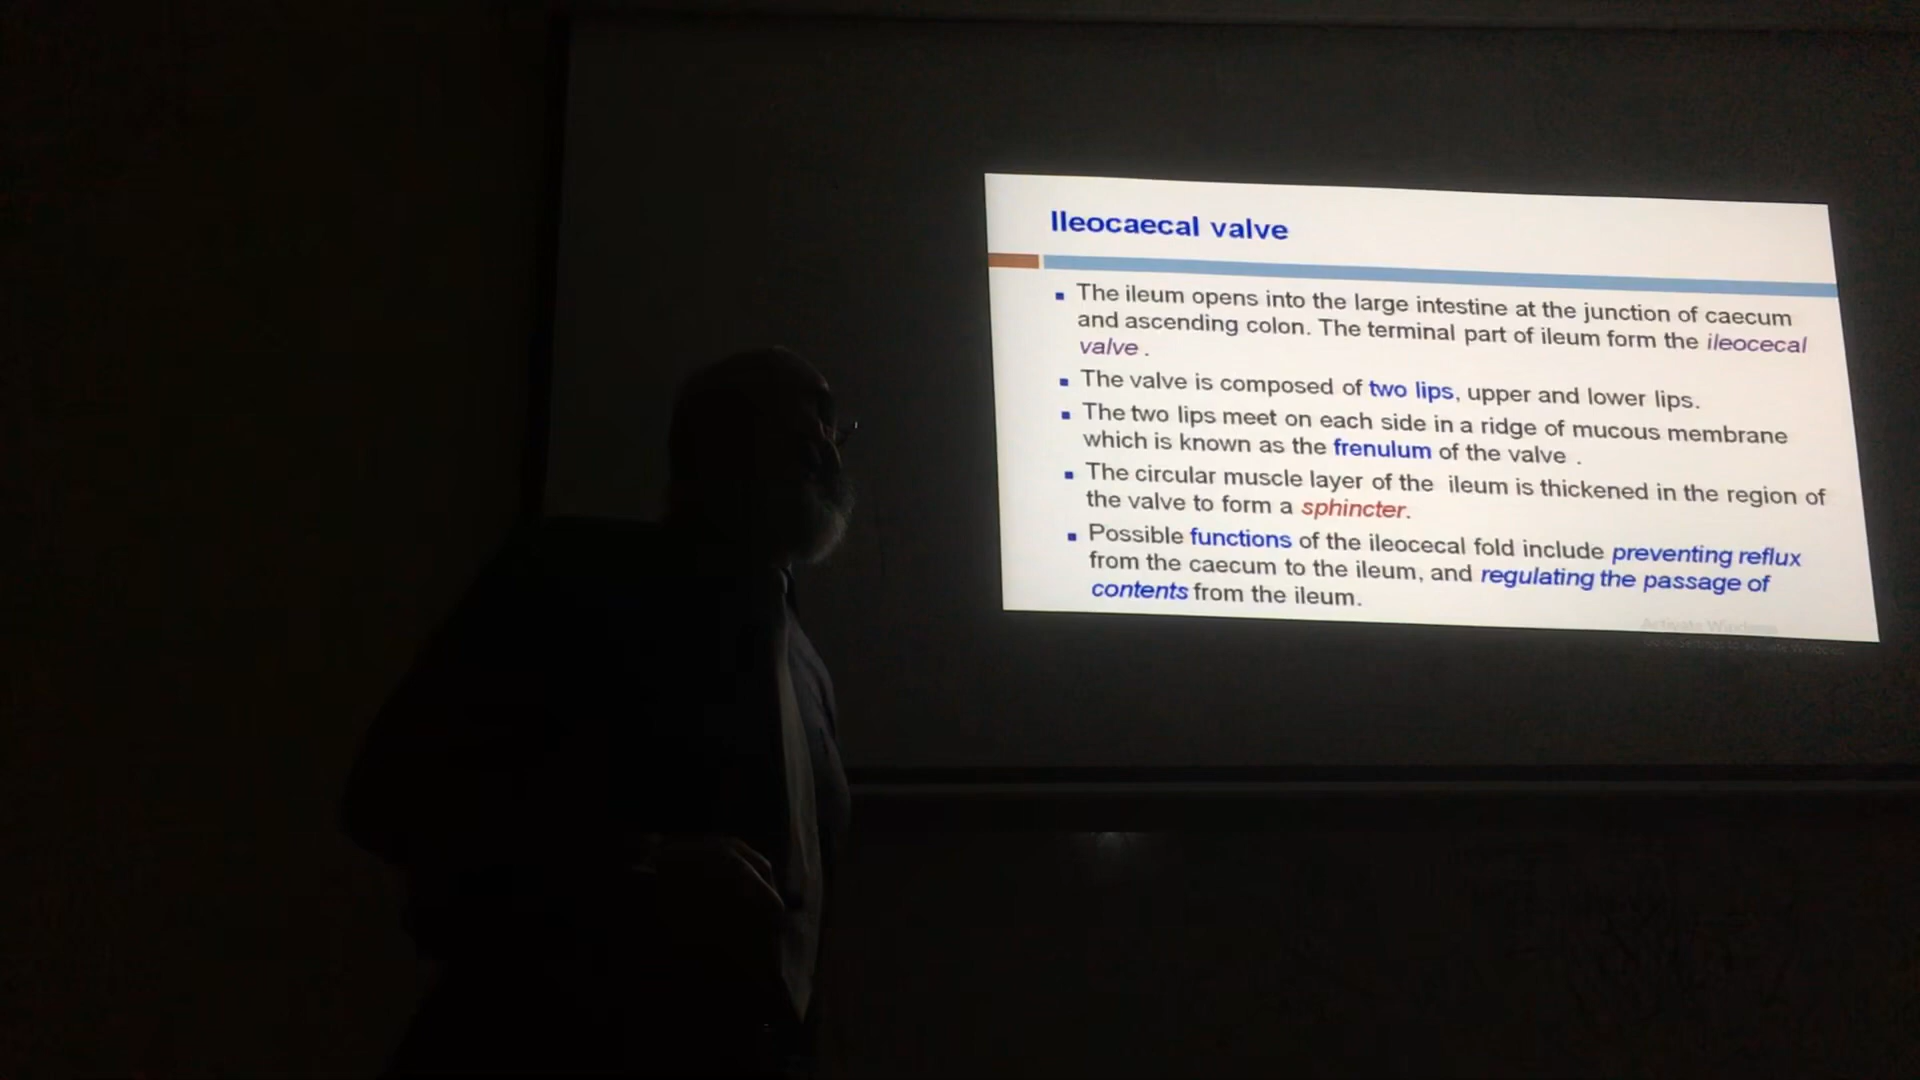 Ileocaecal valve
▪ The ileum opens into the large intestine at the junction of caecum
and ascending colon. The terminal part of ileum form the ileocecal
valve .
▪ The valve is composed of two lips, upper and lower lips.
▪ The two lips meet on each side in a ridge of mucous membrane
which is known as the frenulum of the valve .
▪ The circular muscle layer of the ileum is thickened in the region of
the valve to form a sphincter.
▪ Possible functions of the ileocecal fold include preventing reflux
from the caecum to the ileum, and regulating the passage of
contents from the ileum.
Activate Windows